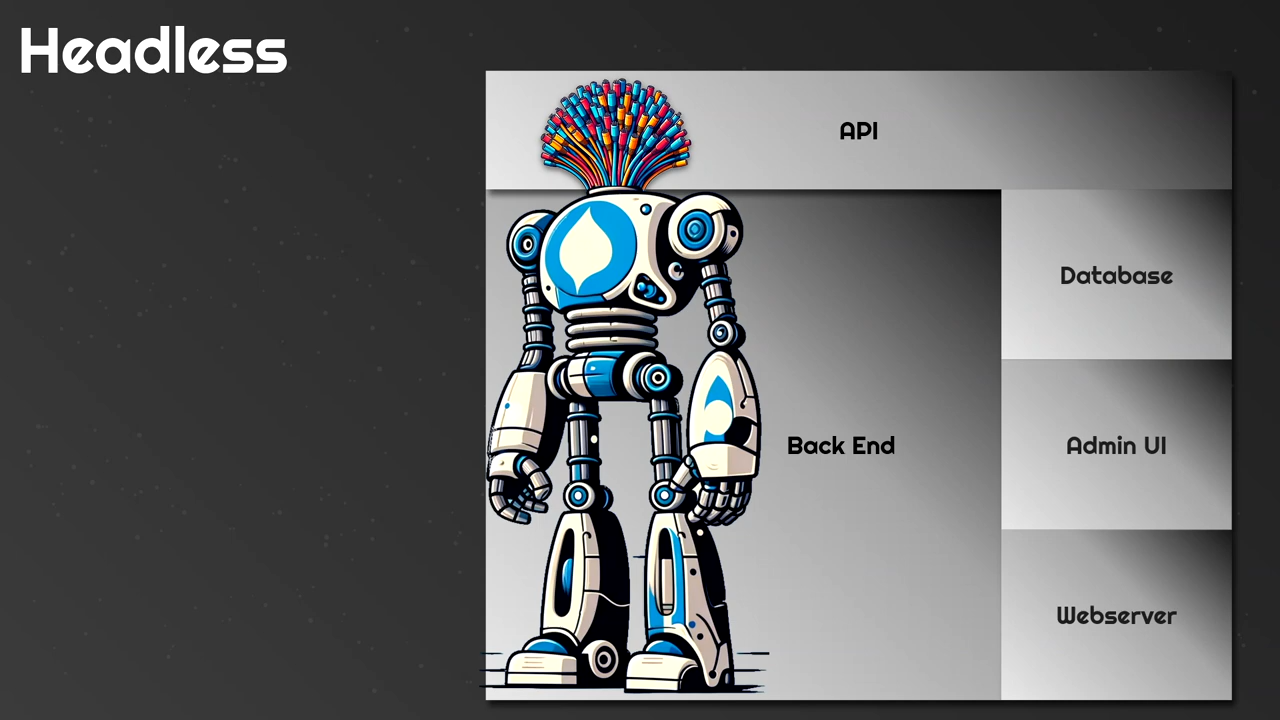 Headless
API
Database
Back End
Admin UI
Webserver